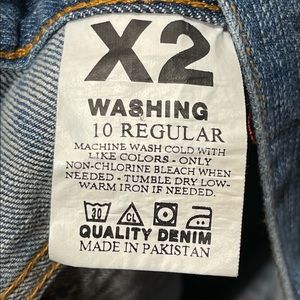 X2
WASHING
10 REGULAR
MACHINE WASH COLD WITH
LIKE COLORS - ONLY
NON-CHLORINE BLEACH WHEN
NEEDED - TUMBLE DRY LOW-
WARM IRON IF NEEDED.
30 CL
QUALITY DENIM
MADE IN PAKISTAN